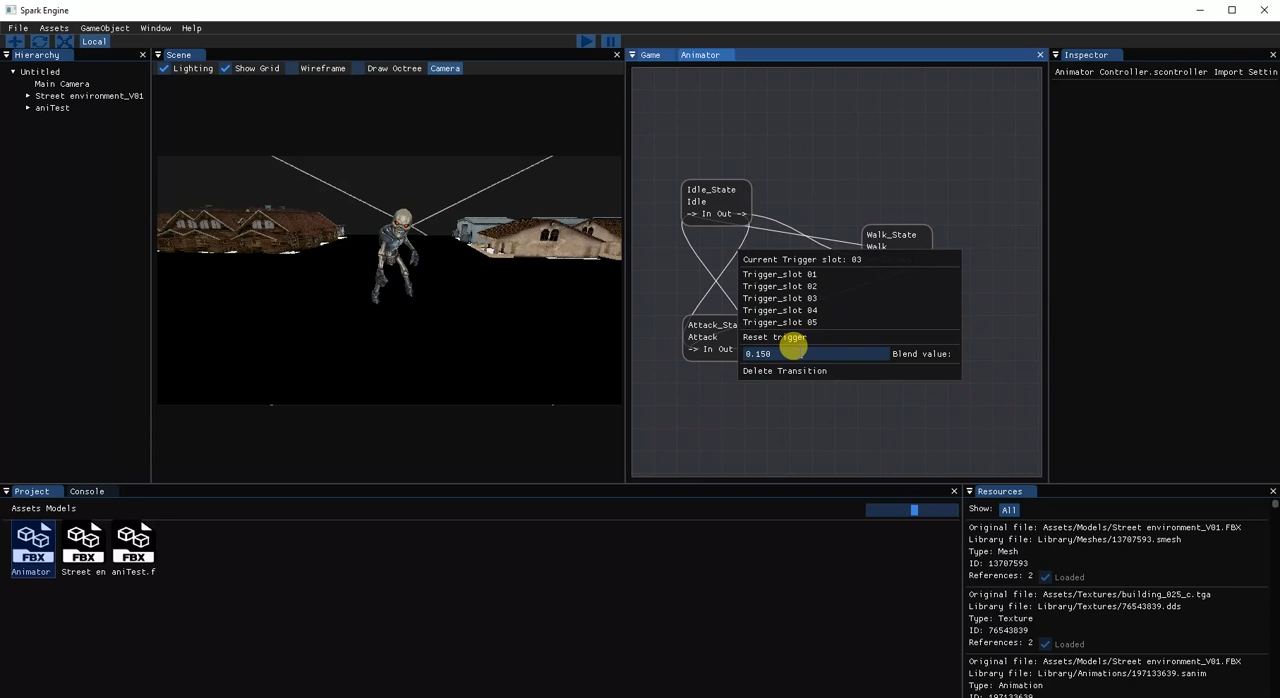 Spark Engine
File Assets GameObject Window Help
Local
Hierarchy
Untitled
Main Camera
Street environment_V01
aniTest
Scene
Lighting Show Grid Wireframe Draw Octree Camera
Game Animator
Idle_State
Idle
-> In Out ->
Walk_State
Walk
Attack_Sta
Attack
-> In Out
Current Trigger slot: 03
Trigger_slot 01
Trigger_slot 02
Trigger_slot 03
Trigger_slot 04
Trigger_slot 05
Reset trigger
0.150 Blend value:
Delete Transition
Inspector
Animator Controller.scontroller Import Settin
Project Console
Assets Models
FBX FBX FBX
Animator Street en aniTest.f
Resources
Show: All
Original file: Assets/Models/Street environment_V01.FBX
Library file: Library/Meshes/13707593.smesh
Type: Mesh
ID: 13707593
References: 2 Loaded
Original file: Assets/Textures/building_025_c.tga
Library file: Library/Textures/76543839.dds
Type: Texture
ID: 76543839
References: 2 Loaded
Original file: Assets/Models/Street environment_V01.FBX
Library file: Library/Animations/197133639.sanim
Type: Animation
ID: 197133639